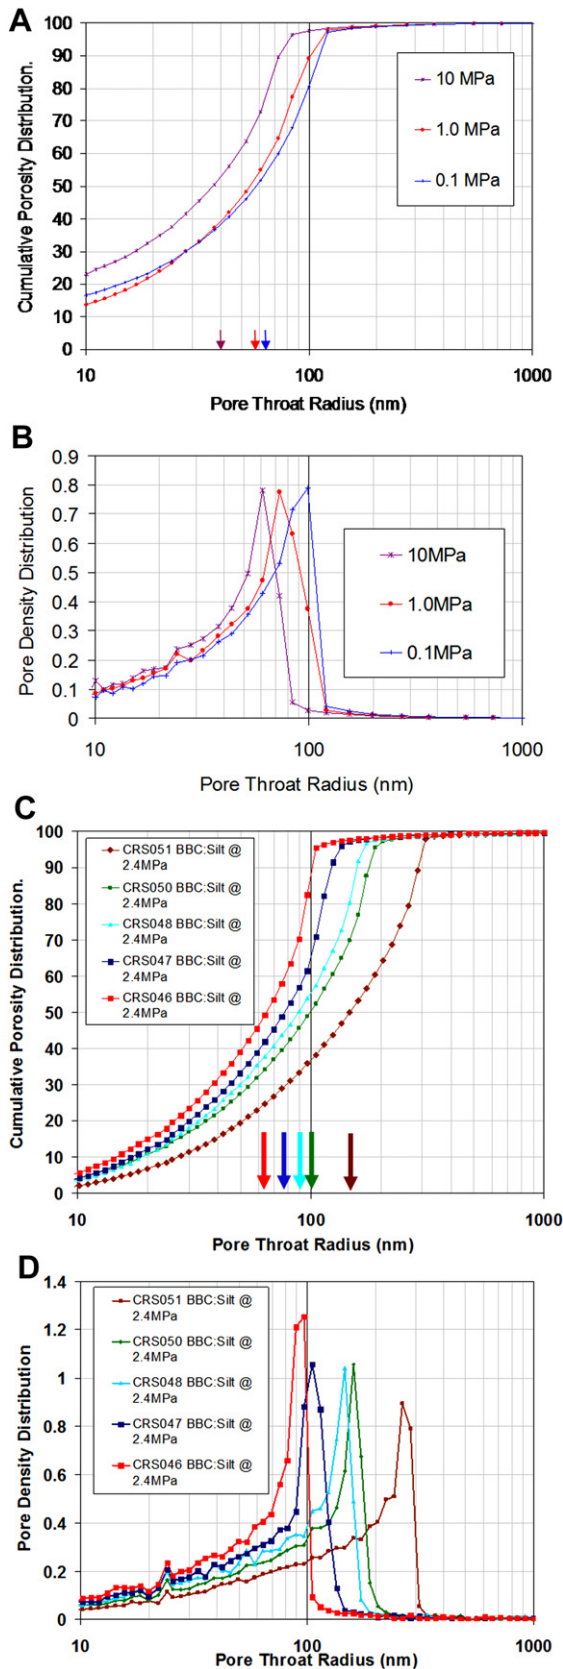 A
Cumulative Porosity Distribution.
100
90
80
70
60
50
40
30
20
10
0
10 MPa
1.0 MPa
0.1 MPa
10
100
1000
Pore Throat Radius (nm)
B
Pore Density Distribution
0.9
0.8
0.7
0.6
0.5
0.4
0.3
0.2
0.1
0
10MPa
1.0MPa
0.1MPa
10
100
1000
Pore Throat Radius (nm)
C
Cumulative Porosity Distribution.
100
90
80
70
60
50
40
30
20
10
0
CRS051 BBC:Silt @
2.4MPa
CRS050 BBC:Silt @
2.4MPa
CRS048 BBC:Silt @
2.4MPa
CRS047 BBC:Silt @
2.4MPa
CRS046 BBC:Silt @
2.4MPa
10
100
1000
Pore Throat Radius (nm)
D
Pore Density Distribution.
1.4
1.2
1
0.8
0.6
0.4
0.2
0
CRS051 BBC:Silt @
2.4MPa
CRS050 BBC:Silt @
2.4MPa
CRS048 BBC:Silt @
2.4MPa
CRS047 BBC:Silt @
2.4MPa
CRS046 BBC:Silt @
2.4MPa
10
100
1000
Pore Throat Radius (nm)